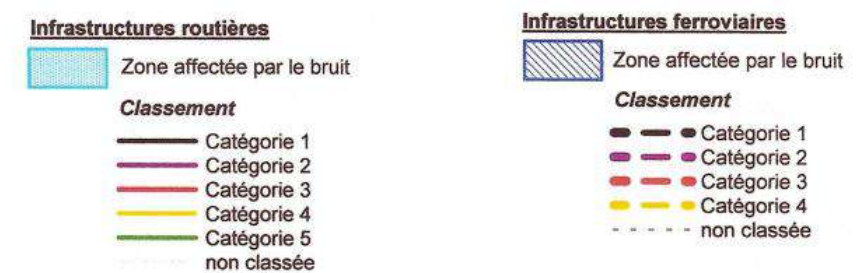 Infrastructures routières
Zone affectée par le bruit
Classement
Catégorie 1
Catégorie 2
Catégorie 3
Catégorie 4
Catégorie 5
non classée
Infrastructures ferroviaires
Zone affectée par le bruit
Classement
Catégorie 1
Catégorie 2
Catégorie 3
Catégorie 4
non classée